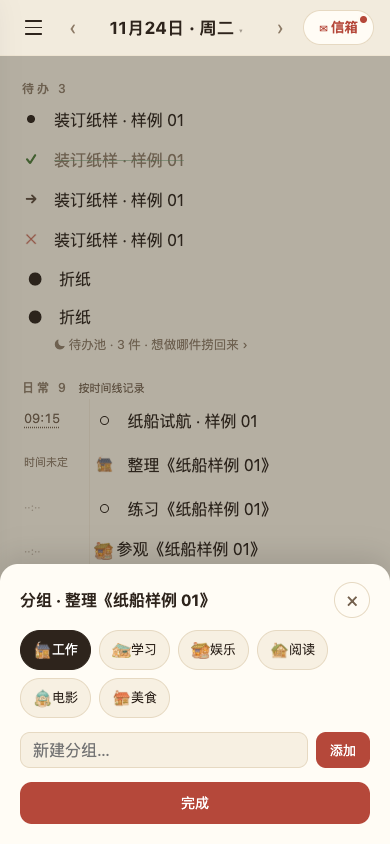 11月24日 · 周二
信箱
待办 3
装订纸样 · 样例 01
装订纸样 · 样例 01
装订纸样 · 样例 01
装订纸样 · 样例 01
折纸
折纸
待办池 · 3 件 · 想做哪件捞回来 ›
日常 9 按时间线记录
09:15 纸船试航 · 样例 01
时间未定 整理《纸船样例 01》
--:-- 练习《纸船样例 01》
--:-- 参观《纸船样例 01》
分组 · 整理《纸船样例 01》
工作 学习 娱乐 阅读
电影 美食
新建分组... 添加
完成